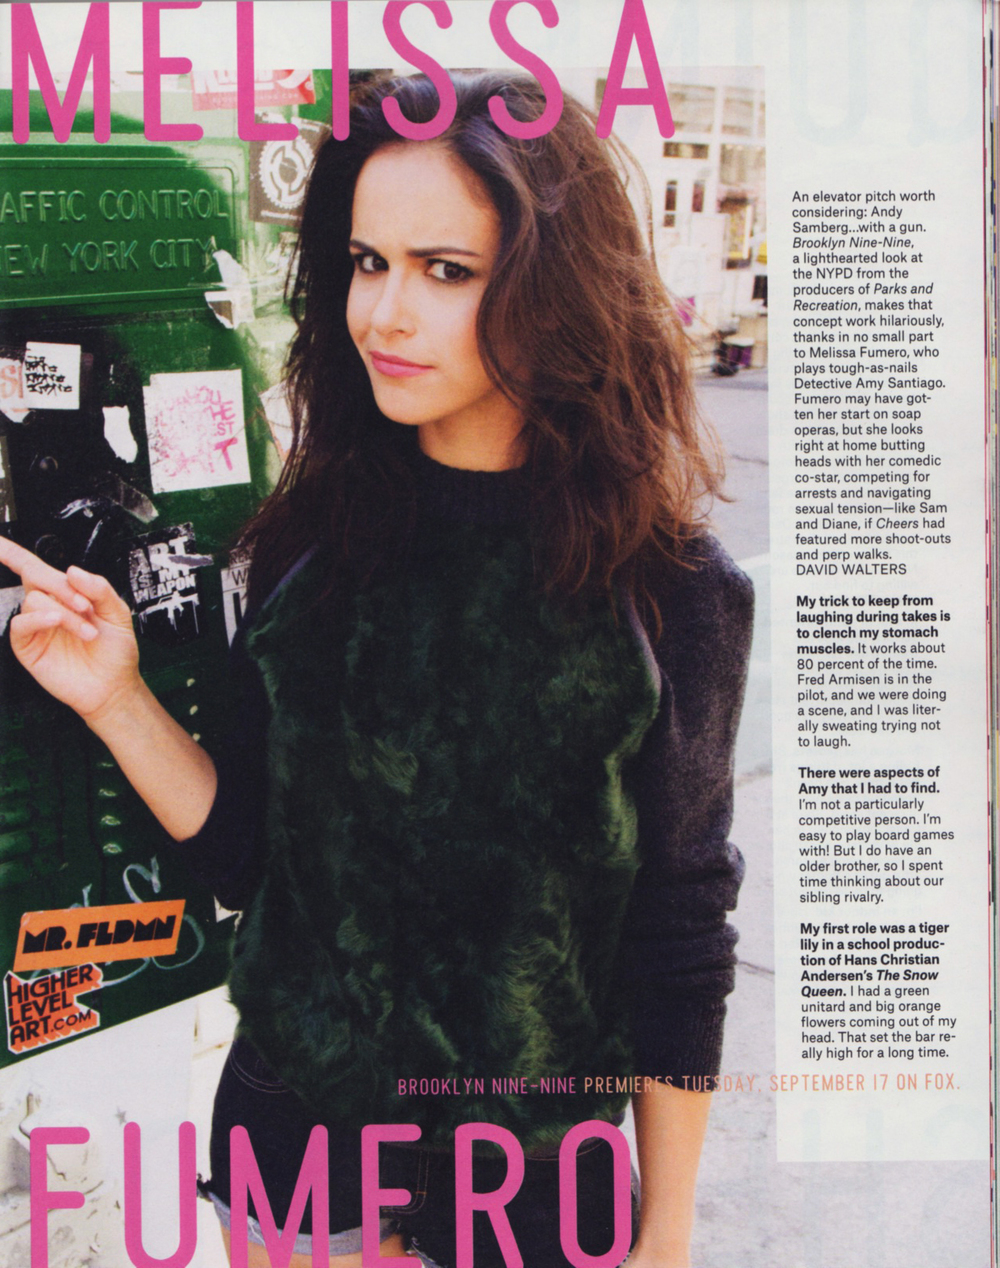 MELISSA
AFFIC CONTROL
EW YORK CITY
ART
IS MY
WEAPON
MR. FLDMN
HIGHER
LEVEL
ART.COM
An elevator pitch worth
considering: Andy
Samberg...with a gun.
Brooklyn Nine-Nine,
a lighthearted look at
the NYPD from the
producers of Parks and
Recreation, makes that
concept work hilariously,
thanks in no small part
to Melissa Fumero, who
plays tough-as-nails
Detective Amy Santiago.
Fumero may have got-
ten her start on soap
operas, but she looks
right at home butting
heads with her comedic
co-star, competing for
arrests and navigating
sexual tension—like Sam
and Diane, if Cheers had
featured more shoot-outs
and perp walks.
DAVID WALTERS
My trick to keep from
laughing during takes is
to clench my stomach
muscles. It works about
80 percent of the time.
Fred Armisen is in the
pilot, and we were doing
a scene, and I was liter-
ally sweating trying not
to laugh.
There were aspects of
Amy that I had to find.
I'm not a particularly
competitive person. I'm
easy to play board games
with! But I do have an
older brother, so I spent
time thinking about our
sibling rivalry.
My first role was a tiger
lily in a school produc-
tion of Hans Christian
Andersen's The Snow
Queen. I had a green
unitard and big orange
flowers coming out of my
head. That set the bar re-
ally high for a long time.
BROOKLYN NINE-NINE PREMIERES TUESDAY, SEPTEMBER 17 ON FOX.
FUMERO